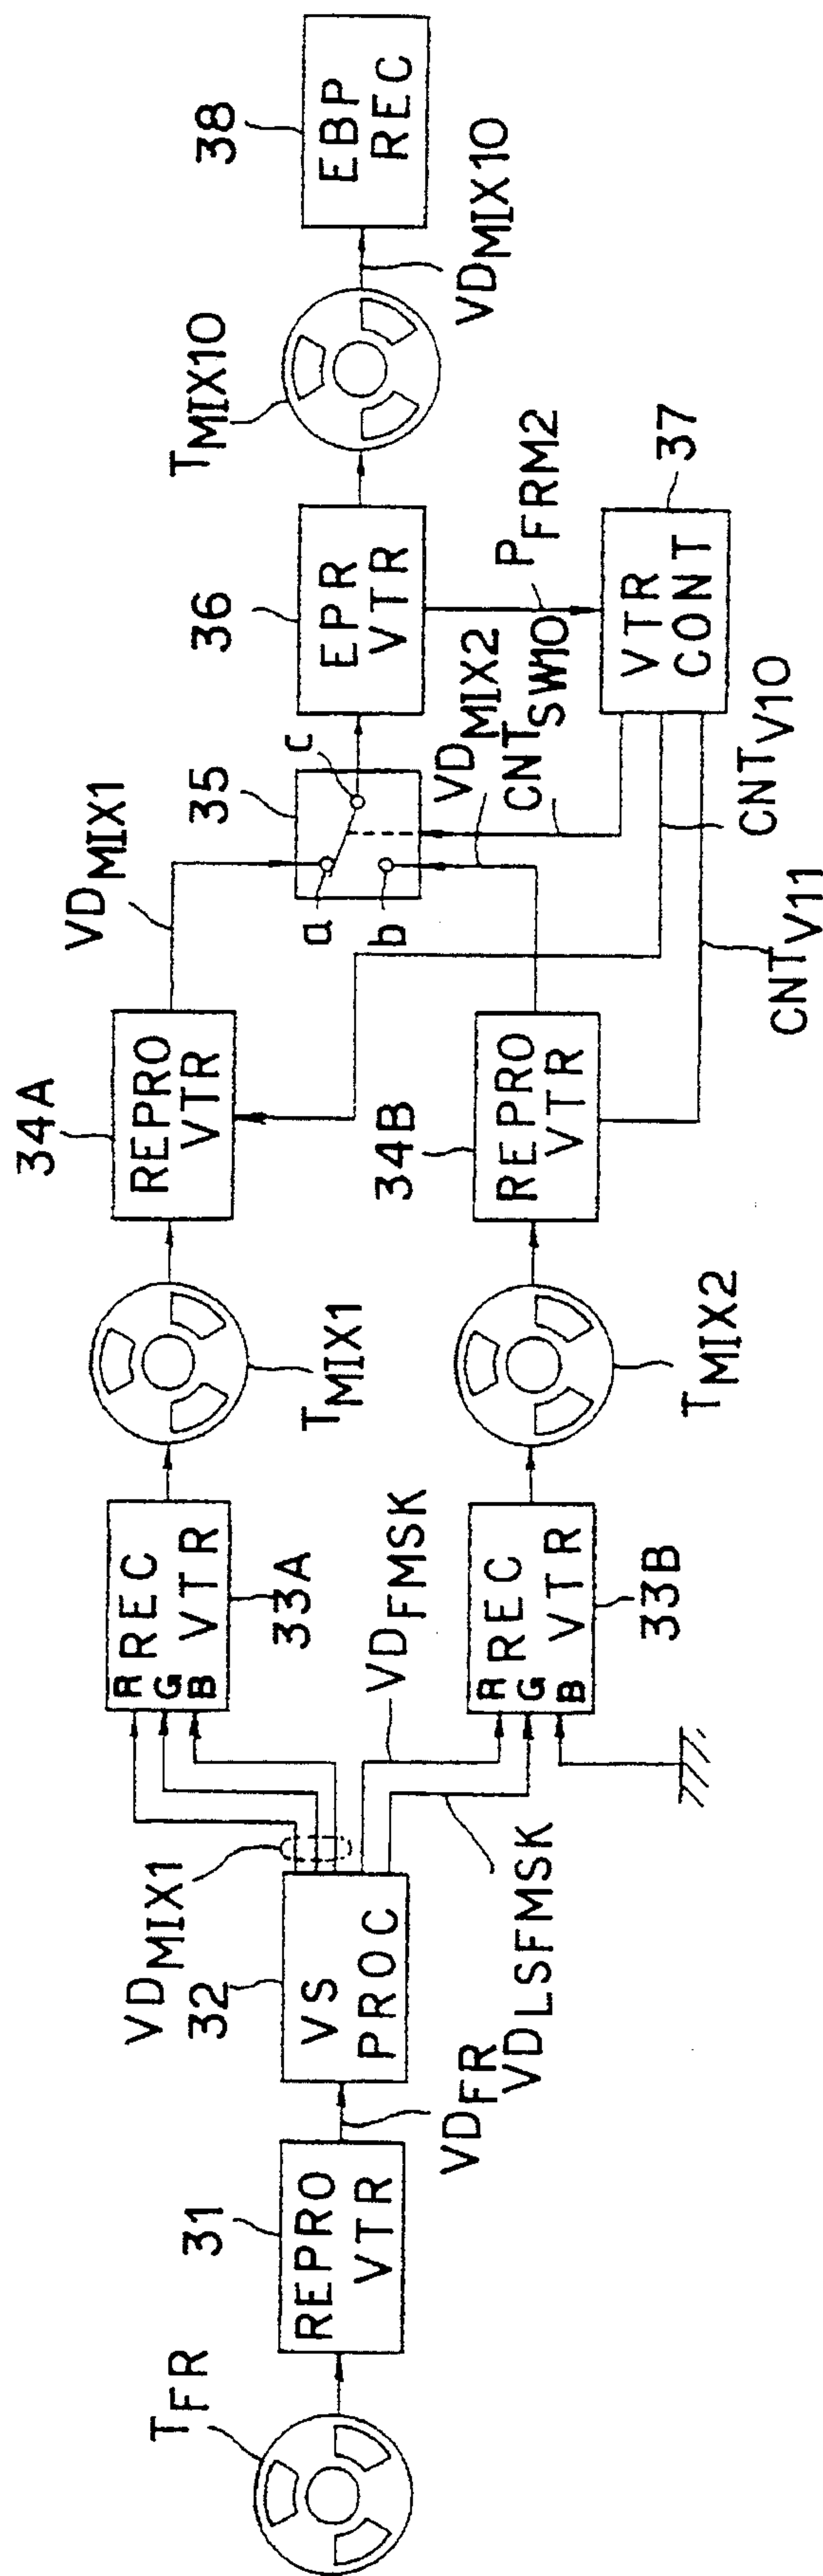 T_FR
31
REPRO
VTR
VD_FR
32
VS
PROC
VD_MIX1
VD_LSFMSK
VD_FMSK
R
G
B
REC
VTR
33A
R
G
B
REC
VTR
33B
T_MIX1
T_MIX2
34A
REPRO
VTR
34B
REPRO
VTR
VD_MIX1
a
b
c
35
VD_MIX2
CNT_SW10
CNT_V10
CNT_V11
36
EPR
VTR
P_FRM2
37
VTR
CONT
T_MIX10
VD_MIX10
38
EBP
REC